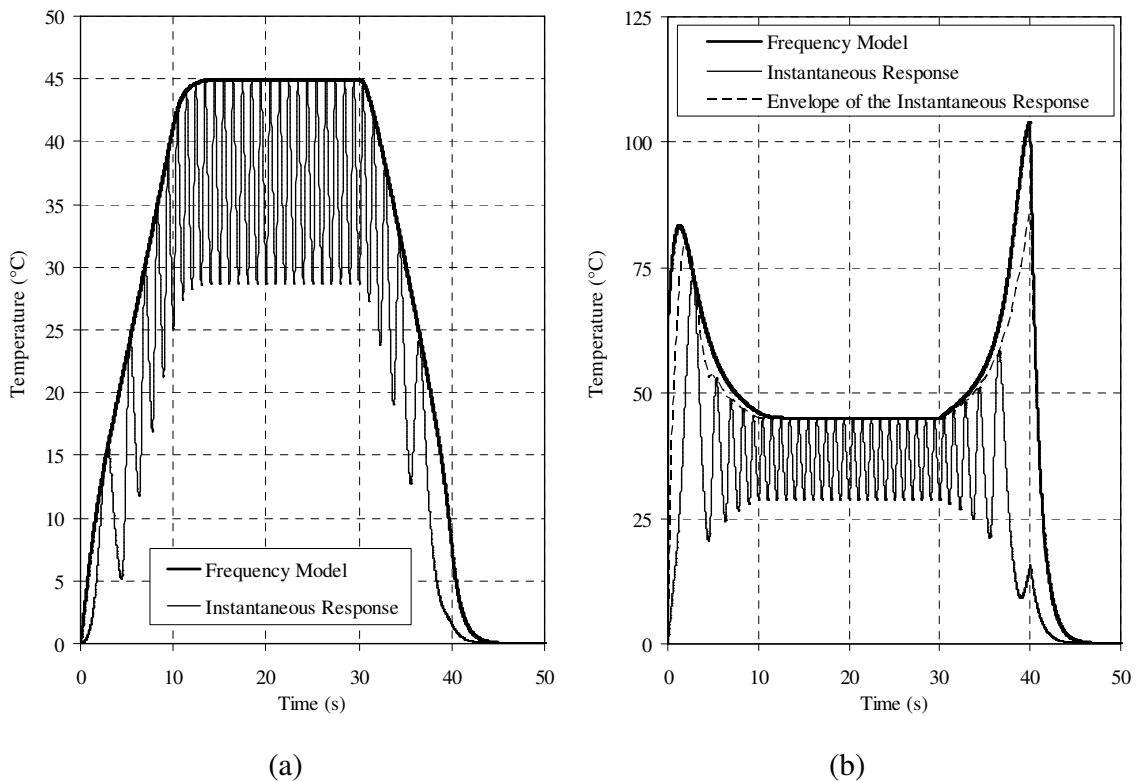 50
45
40
35
30
25
20
15
10
5
0
Temperature (°C)
Frequency Model
Instantaneous Response
0 10 20 30 40 50
Time (s)
(a)
125
100
75
50
25
0
Temperature (°C)
Frequency Model
Instantaneous Response
Envelope of the Instantaneous Response
0 10 20 30 40 50
Time (s)
(b)